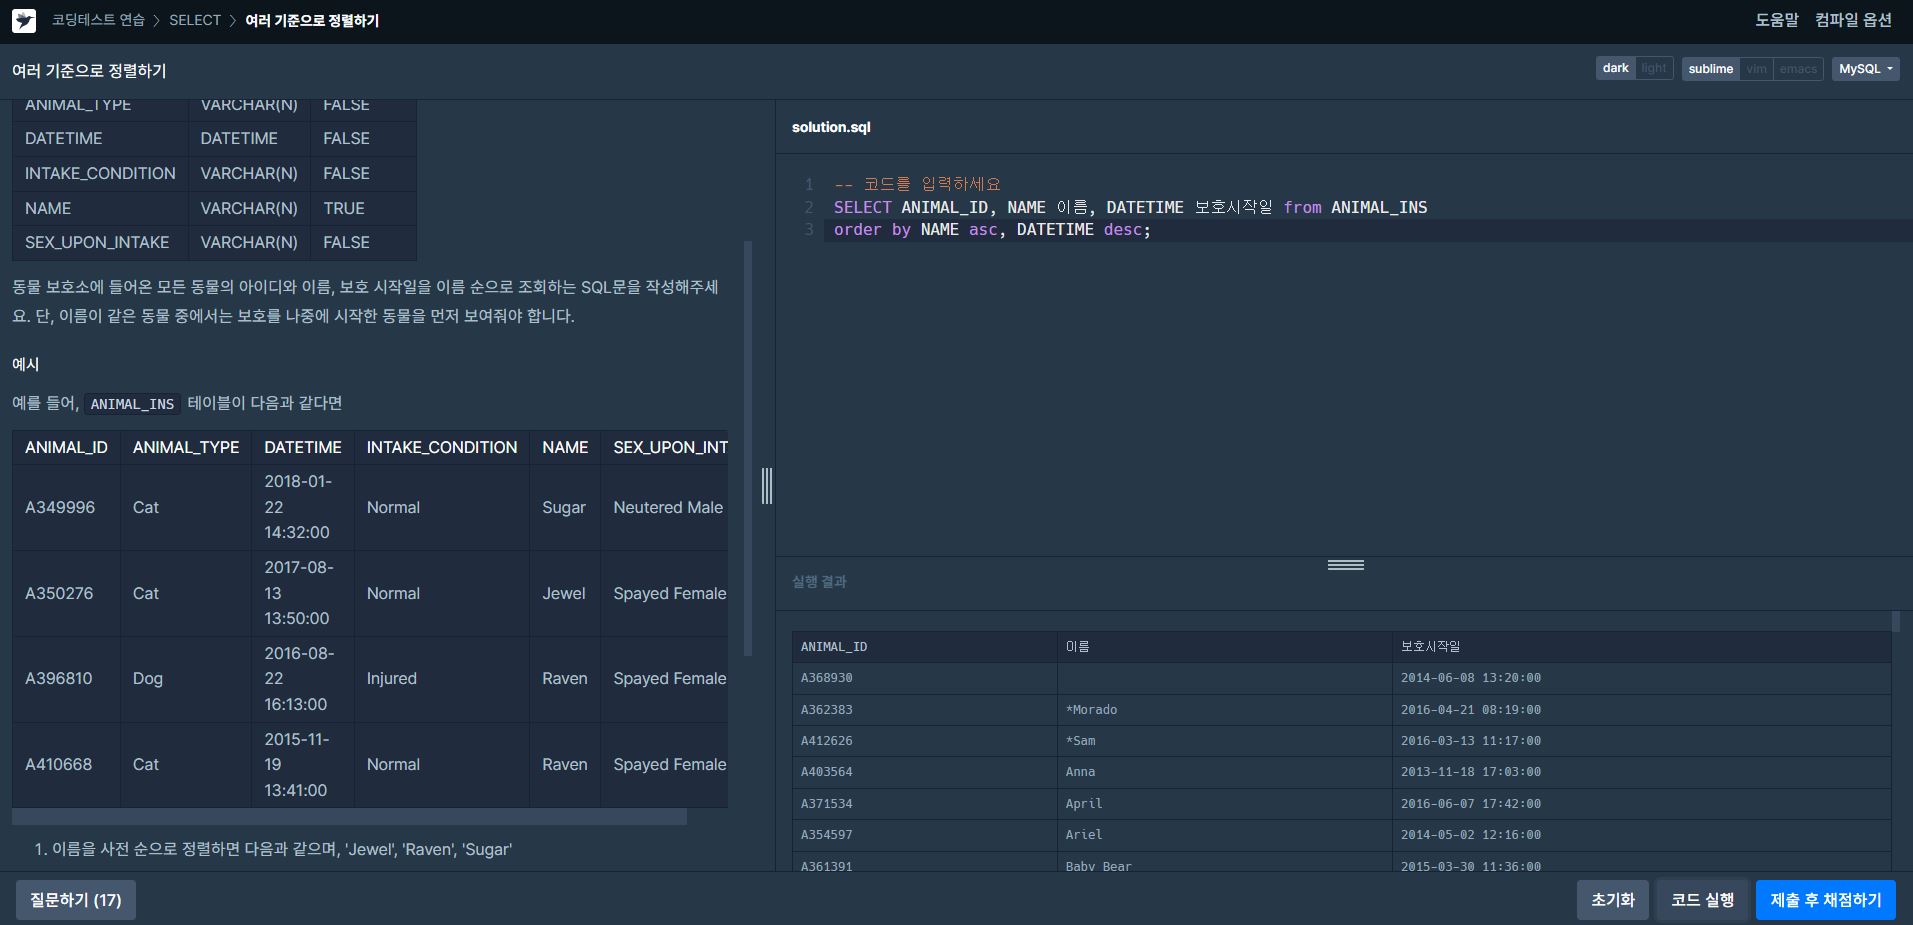 코딩테스트 연습 > SELECT > 여러 기준으로 정렬하기
도움말 컴파일 옵션
여러 기준으로 정렬하기
dark light sublime vim emacs MySQL
ANIMAL_TYPE VARCHAR(N) FALSE
DATETIME DATETIME FALSE
INTAKE_CONDITION VARCHAR(N) FALSE
NAME VARCHAR(N) TRUE
SEX_UPON_INTAKE VARCHAR(N) FALSE
동물 보호소에 들어온 모든 동물의 아이디와 이름, 보호 시작일을 이름 순으로 조회하는 SQL문을 작성해주세
요. 단, 이름이 같은 동물 중에서는 보호를 나중에 시작한 동물을 먼저 보여줘야 합니다.
예시
예를 들어, ANIMAL_INS 테이블이 다음과 같다면
ANIMAL_ID ANIMAL_TYPE DATETIME INTAKE_CONDITION NAME SEX_UPON_INT
A349996 Cat 2018-01-22 14:32:00 Normal Sugar Neutered Male
A350276 Cat 2017-08-13 13:50:00 Normal Jewel Spayed Female
A396810 Dog 2016-08-22 16:13:00 Injured Raven Spayed Female
A410668 Cat 2015-11-19 13:41:00 Normal Raven Spayed Female
1. 이름을 사전 순으로 정렬하면 다음과 같으며, 'Jewel', 'Raven', 'Sugar'
solution.sql
1 -- 코드를 입력하세요
2 SELECT ANIMAL_ID, NAME 이름, DATETIME 보호시작일 from ANIMAL_INS
3 order by NAME asc, DATETIME desc;
실행 결과
ANIMAL_ID 이름 보호시작일
A368930 2014-06-08 13:20:00
A362383 *Morado 2016-04-21 08:19:00
A412626 *Sam 2016-03-13 11:17:00
A403564 Anna 2013-11-18 17:03:00
A371534 April 2016-06-07 17:42:00
A354597 Ariel 2014-05-02 12:16:00
A361391 Baby Bear 2015-03-30 11:36:00
질문하기 (17)
초기화 코드 실행 제출 후 채점하기